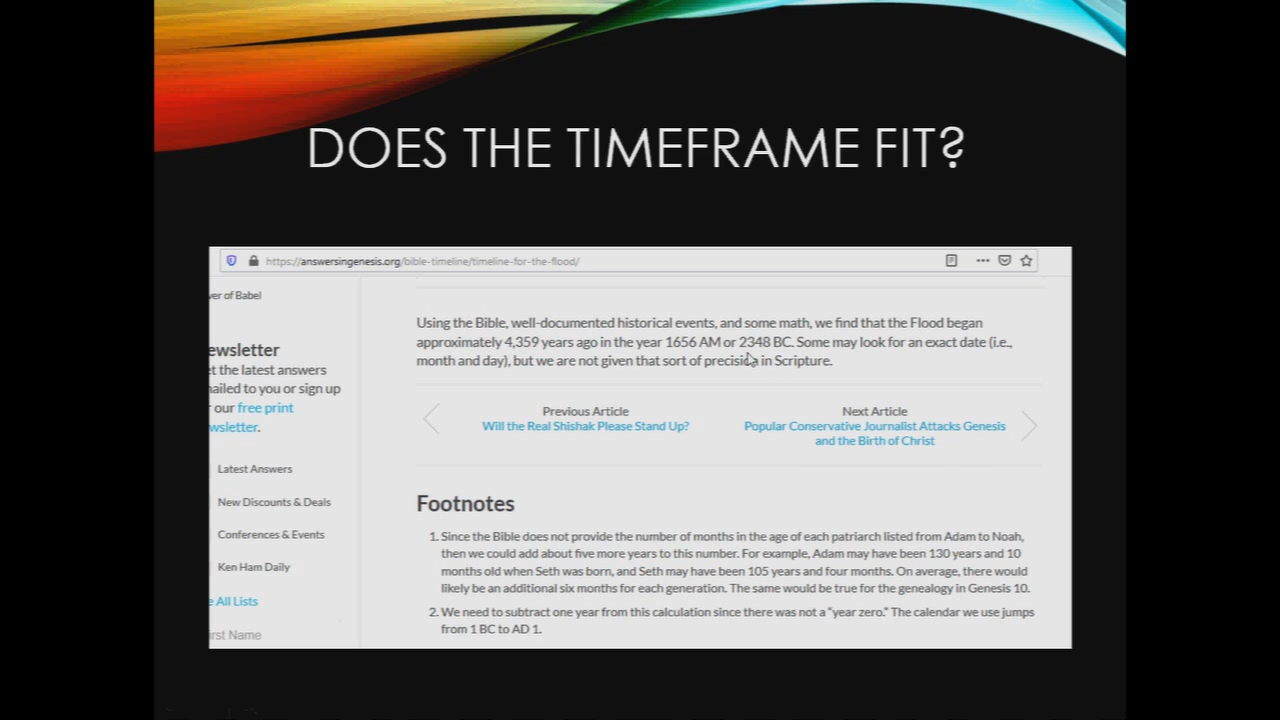 DOES THE TIMEFRAME FIT?
https://answersingenesis.org/bible-timeline/timeline-for-the-flood/
ver of Babel
ewsletter
et the latest answers
nailed to you or sign up
r our free print
wsletter.
Latest Answers
New Discounts & Deals
Conferences & Events
Ken Ham Daily
e All Lists
irst Name
Using the Bible, well-documented historical events, and some math, we find that the Flood began
approximately 4,359 years ago in the year 1656 AM or 2348 BC. Some may look for an exact date (i.e.,
month and day), but we are not given that sort of precision in Scripture.
Previous Article
Will the Real Shishak Please Stand Up?
Next Article
Popular Conservative Journalist Attacks Genesis
and the Birth of Christ
Footnotes
1. Since the Bible does not provide the number of months in the age of each patriarch listed from Adam to Noah,
then we could add about five more years to this number. For example, Adam may have been 130 years and 10
months old when Seth was born, and Seth may have been 105 years and four months. On average, there would
likely be an additional six months for each generation. The same would be true for the genealogy in Genesis 10.
2. We need to subtract one year from this calculation since there was not a "year zero." The calendar we use jumps
from 1 BC to AD 1.